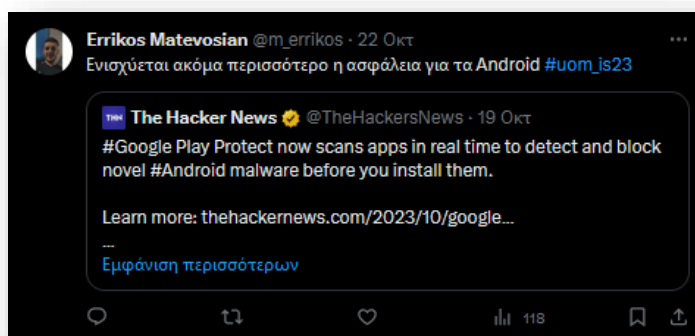 Errikos Matevosian @m_errikos · 22 Οκτ
Ενισχύεται ακόμα περισσότερο η ασφάλεια για τα Android #uom_is23
THN The Hacker News @TheHackersNews · 19 Οκτ
#Google Play Protect now scans apps in real time to detect and block
novel #Android malware before you install them.
Learn more: thehackernews.com/2023/10/google...
...
Εμφάνιση περισσότερων
118